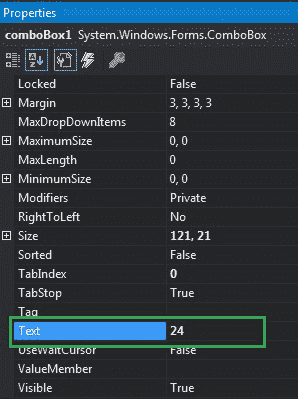 Properties
comboBox1 System.Windows.Forms.ComboBox
Locked False
Margin 3, 3, 3, 3
MaxDropDownItems 8
MaximumSize 0, 0
MaxLength 0
MinimumSize 0, 0
Modifiers Private
RightToLeft No
Size 121, 21
Sorted False
TabIndex 0
TabStop True
Tag
Text 24
UseWaitCursor False
ValueMember
Visible True